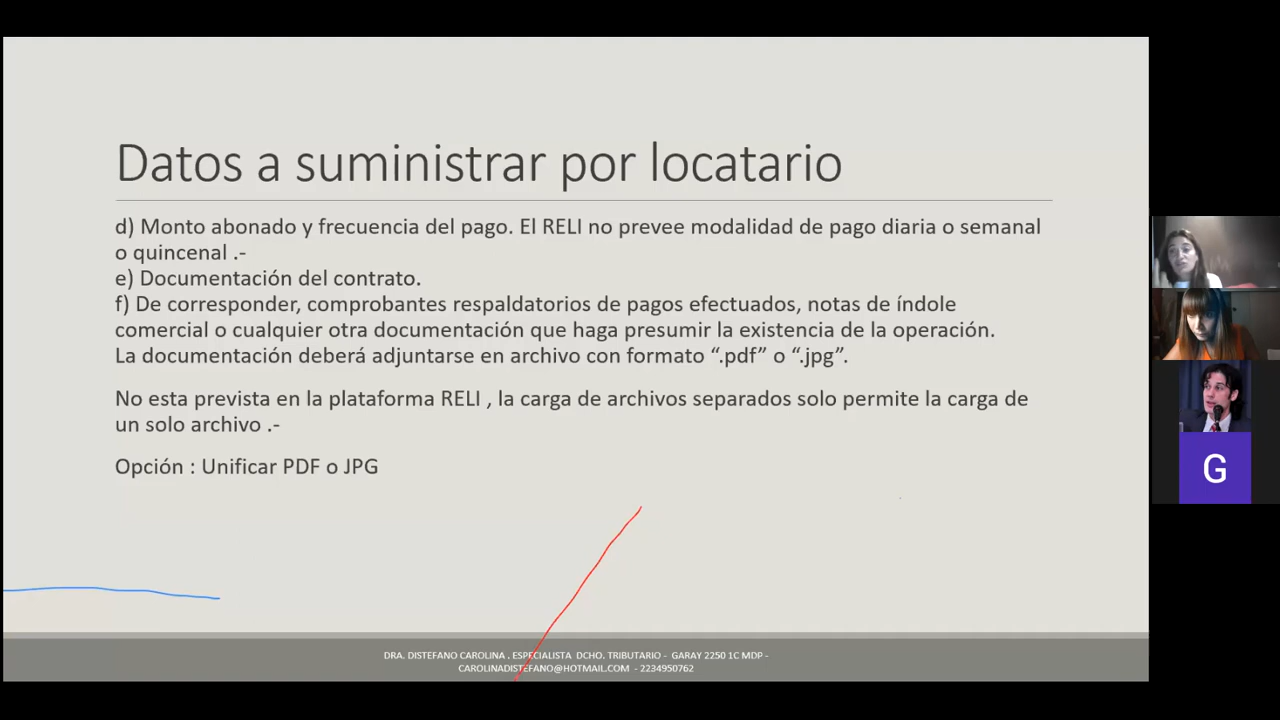 Datos a suministrar por locatario
d) Monto abonado y frecuencia del pago. El RELI no prevee modalidad de pago diaria o semanal
o quincenal .-
e) Documentación del contrato.
f) De corresponder, comprobantes respaldatorios de pagos efectuados, notas de índole
comercial o cualquier otra documentación que haga presumir la existencia de la operación.
La documentación deberá adjuntarse en archivo con formato “.pdf” o “.jpg”.
No esta prevista en la plataforma RELI , la carga de archivos separados solo permite la carga de
un solo archivo .-
Opción : Unificar PDF o JPG
DRA. DISTEFANO CAROLINA . ESPECIALISTA DCHO. TRIBUTARIO - GARAY 2250 1C MDP -
CAROLINADISTEFANO@HOTMAIL.COM - 2234950762
G